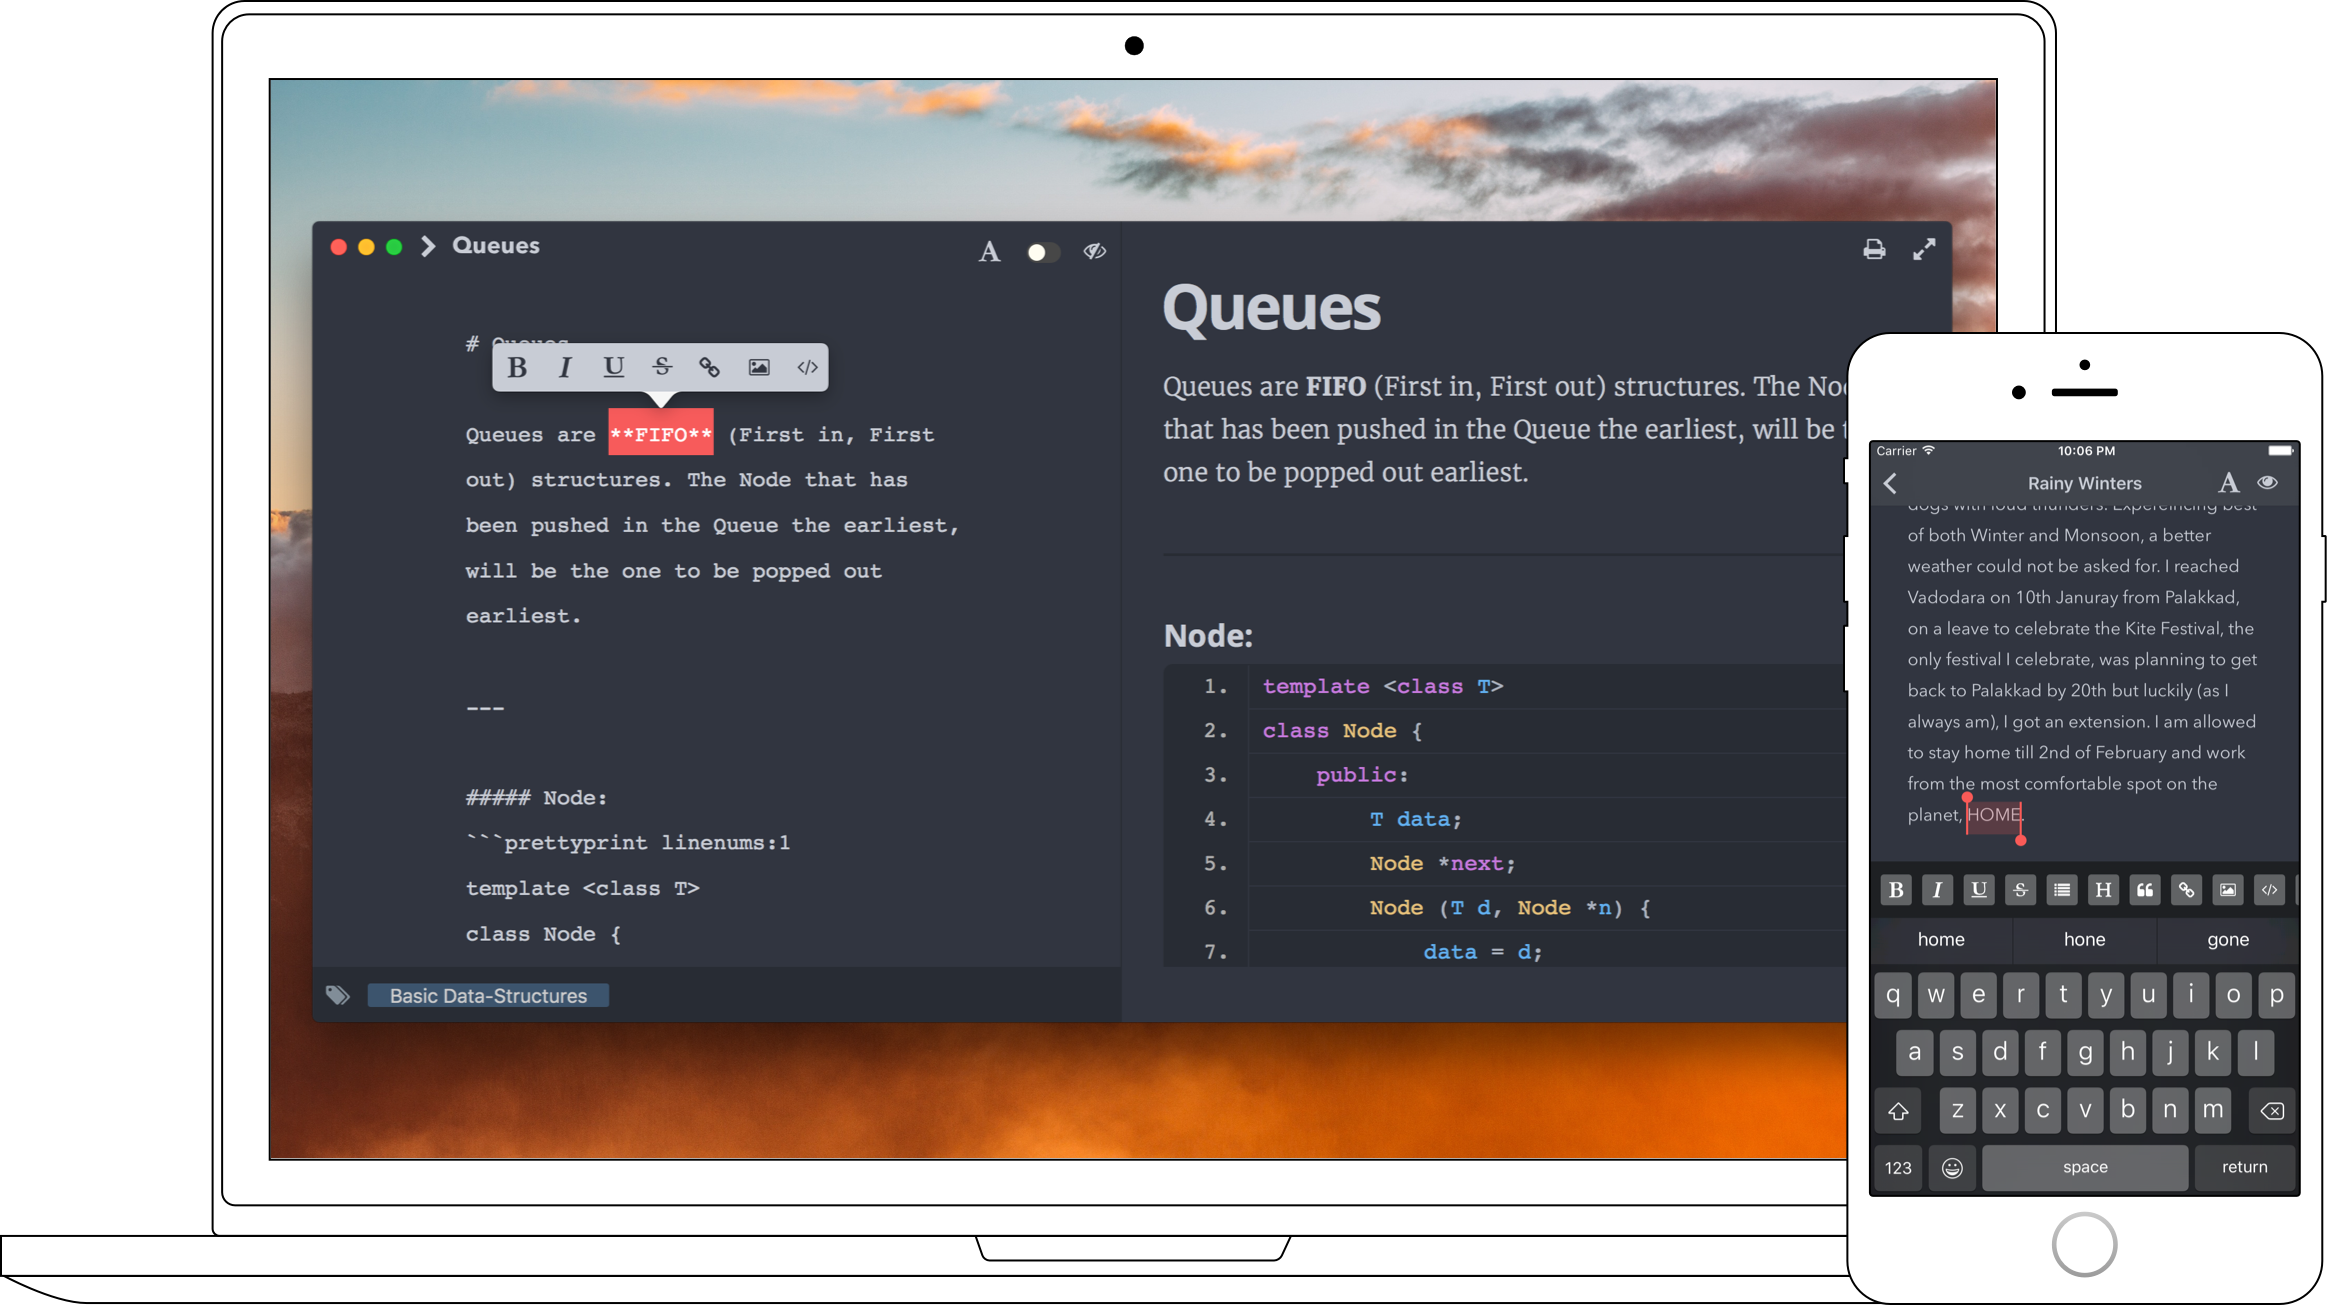 Queues
A
# Queues
B I U S </>
Queues are **FIFO** (First in, First
out) structures. The Node that has
been pushed in the Queue the earliest,
will be the one to be popped out
earliest.
---
##### Node:
```prettyprint linenums:1
template <class T>
class Node {
Basic Data-Structures
Queues
Queues are FIFO (First in, First out) structures. The
that has been pushed in the Queue the earliest, will be
one to be popped out earliest.
Node:
1. template <class T>
2. class Node {
3. public:
4. T data;
5. Node *next;
6. Node (T d, Node *n) {
7. data = d;
Carrier 10:06 PM
Rainy Winters A
dogs with loud thunders. Expereincing best
of both Winter and Monsoon, a better
weather could not be asked for. I reached
Vadodara on 10th Januray from Palakkad,
on a leave to celebrate the Kite Festival, the
only festival I celebrate, was planning to get
back to Palakkad by 20th but luckily (as I
always am), I got an extension. I am allowed
to stay home till 2nd of February and work
from the most comfortable spot on the
planet, HOME.
B I U S H </>
home hone gone
q w e r t y u i o p
a s d f g h j k l
z x c v b n m
123 space return